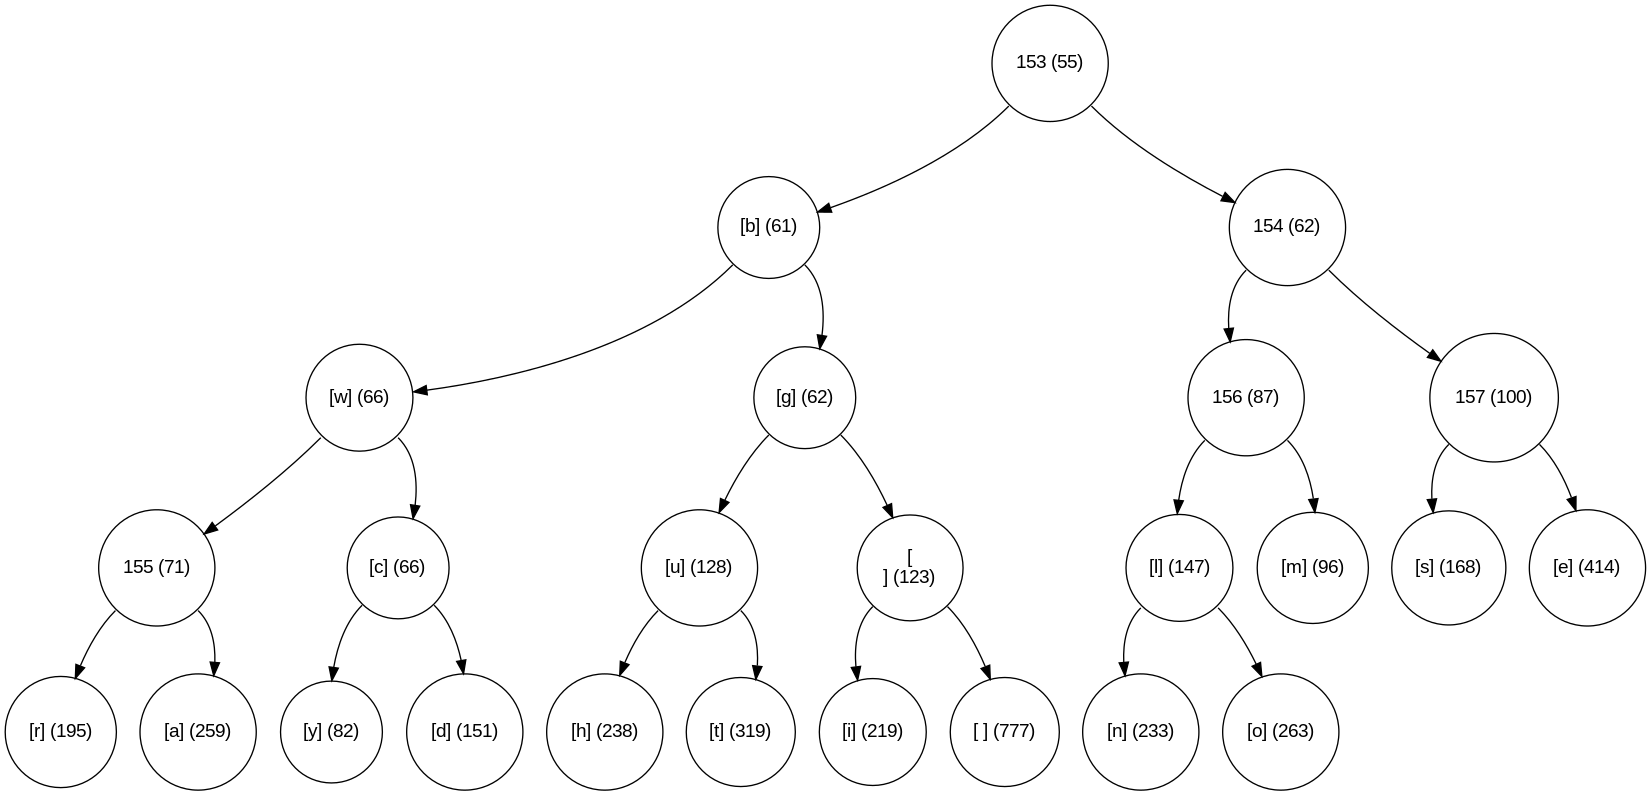 153 (55)
[b] (61)
154 (62)
[w] (66)
[g] (62)
156 (87)
157 (100)
155 (71)
[c] (66)
[u] (128)
[
] (123)
[l] (147)
[m] (96)
[s] (168)
[e] (414)
[r] (195)
[a] (259)
[y] (82)
[d] (151)
[h] (238)
[t] (319)
[i] (219)
[ ] (777)
[n] (233)
[o] (263)